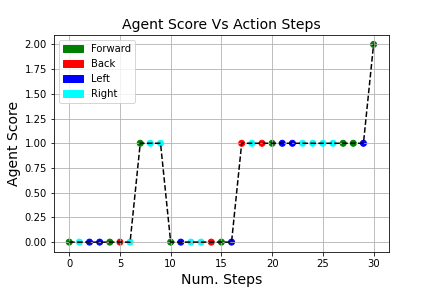 Agent Score Vs Action Steps
Forward
Back
Left
Right
2.00
1.75
1.50
1.25
1.00
0.75
0.50
0.25
0.00
Agent Score
0 5 10 15 20 25 30
Num. Steps